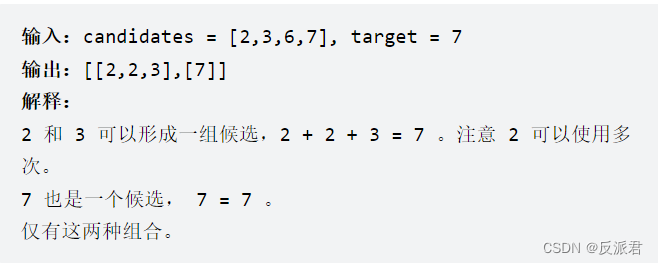 输入：candidates = [2,3,6,7], target = 7
输出：[[2,2,3],[7]]
解释：
2 和 3 可以形成一组候选，2 + 2 + 3 = 7 。注意 2 可以使用多
次。
7 也是一个候选， 7 = 7 。
仅有这两种组合。
CSDN @反派君